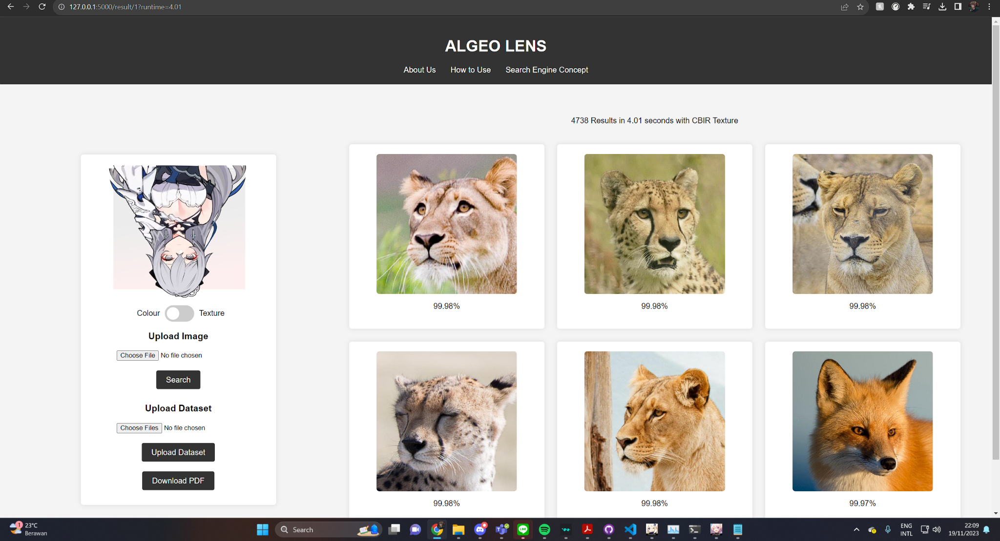 127.0.0.1:5000/result/1?runtime=4.01
ALGEO LENS
About Us How to Use Search Engine Concept
4738 Results in 4.01 seconds with CBIR Texture
Colour Texture
Upload Image
Choose File No file chosen
Search
Upload Dataset
Choose Files No file chosen
Upload Dataset
Download PDF
99.98% 99.98% 99.98%
99.98% 99.98% 99.97%
1
23°C
Berawan
Search
LINE
ENG
INTL
22:09
19/11/2023